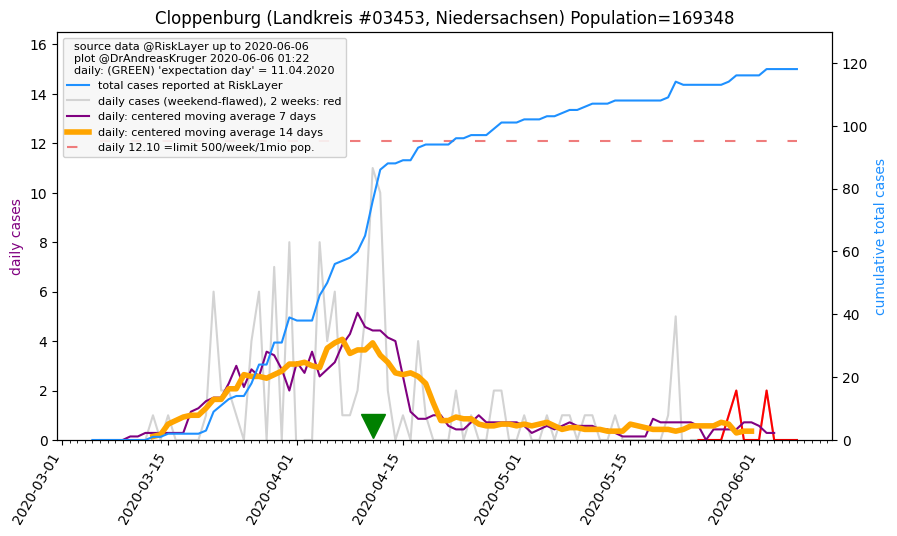 Cloppenburg (Landkreis #03453, Niedersachsen) Population=169348
source data @RiskLayer up to 2020-06-06
plot @DrAndreasKruger 2020-06-06 01:22
daily: (GREEN) 'expectation day' = 11.04.2020
total cases reported at RiskLayer
daily cases (weekend-flawed), 2 weeks: red
daily: centered moving average 7 days
daily: centered moving average 14 days
daily 12.10 =limit 500/week/1mio pop.
daily cases
16
14
12
10
8
6
4
2
0
120
100
80
60
40
20
0
cumulative total cases
2020-03-01
2020-03-15
2020-04-01
2020-04-15
2020-05-01
2020-05-15
2020-06-01